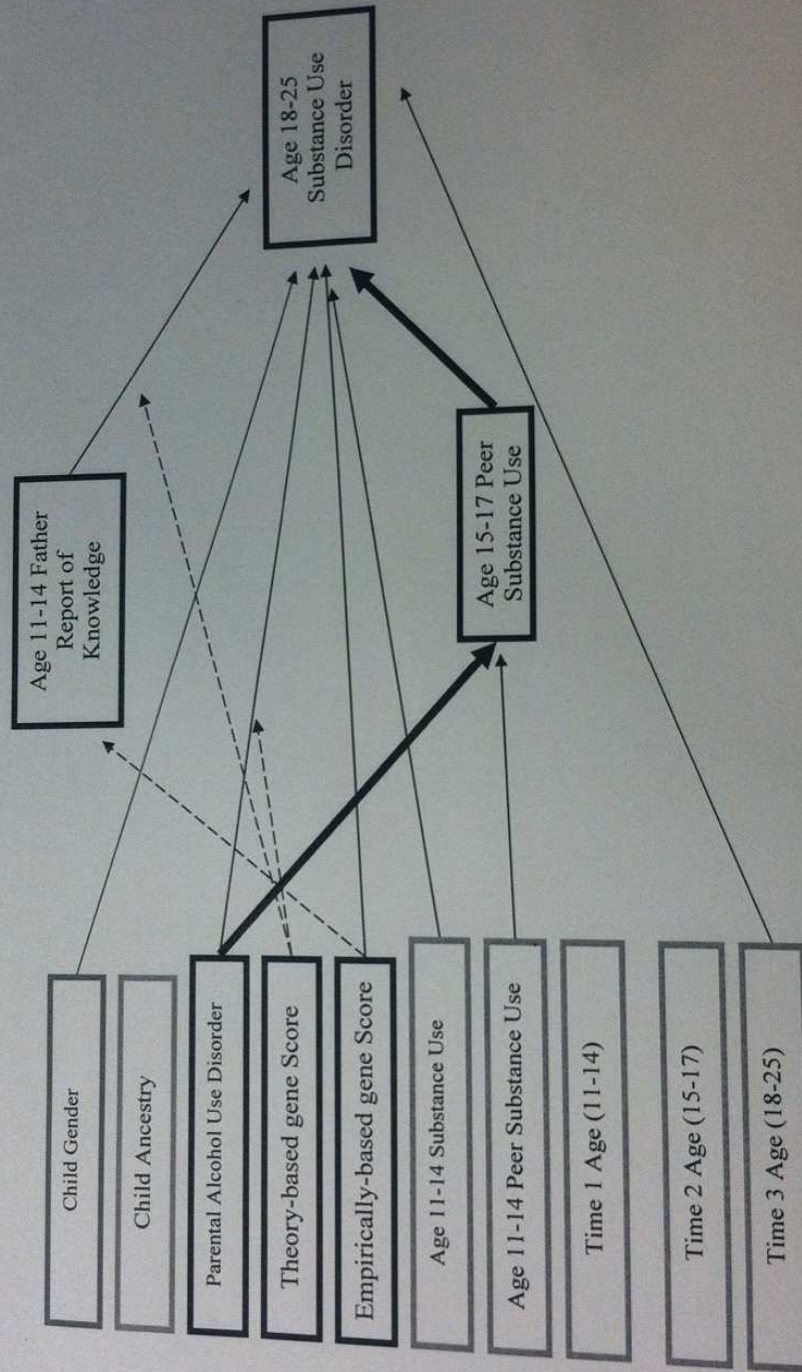 Child Gender
Child Ancestry
Parental Alcohol Use Disorder
Theory-based gene Score
Empirically-based gene Score
Age 11-14 Substance Use
Age 11-14 Peer Substance Use
Time 1 Age (11-14)
Time 2 Age (15-17)
Time 3 Age (18-25)
Age 11-14 Father
Report of
Knowledge
Age 15-17 Peer
Substance Use
Age 18-25
Substance Use
Disorder